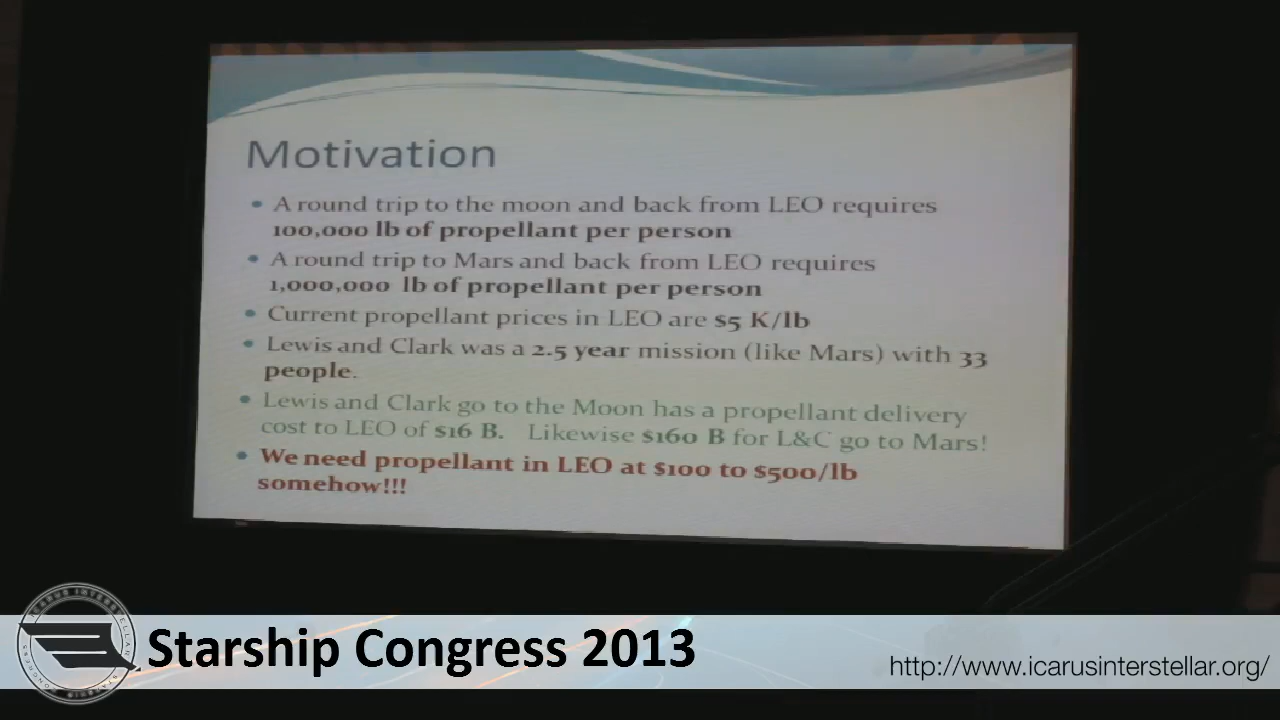 Motivation
• A round trip to the moon and back from LEO requires
100,000 lb of propellant per person
• A round trip to Mars and back from LEO requires
1,000,000 lb of propellant per person
• Current propellant prices in LEO are $5 K/lb
• Lewis and Clark was a 2.5 year mission (like Mars) with 33
people.
• Lewis and Clark go to the Moon has a propellant delivery
cost to LEO of $16 B. Likewise $160 B for L&C go to Mars!
• We need propellant in LEO at $100 to $500/lb
somehow!!!
ICARUS INTERSTELLAR
STARSHIP CONGRESS
Starship Congress 2013
http://www.icarusinterstellar.org/